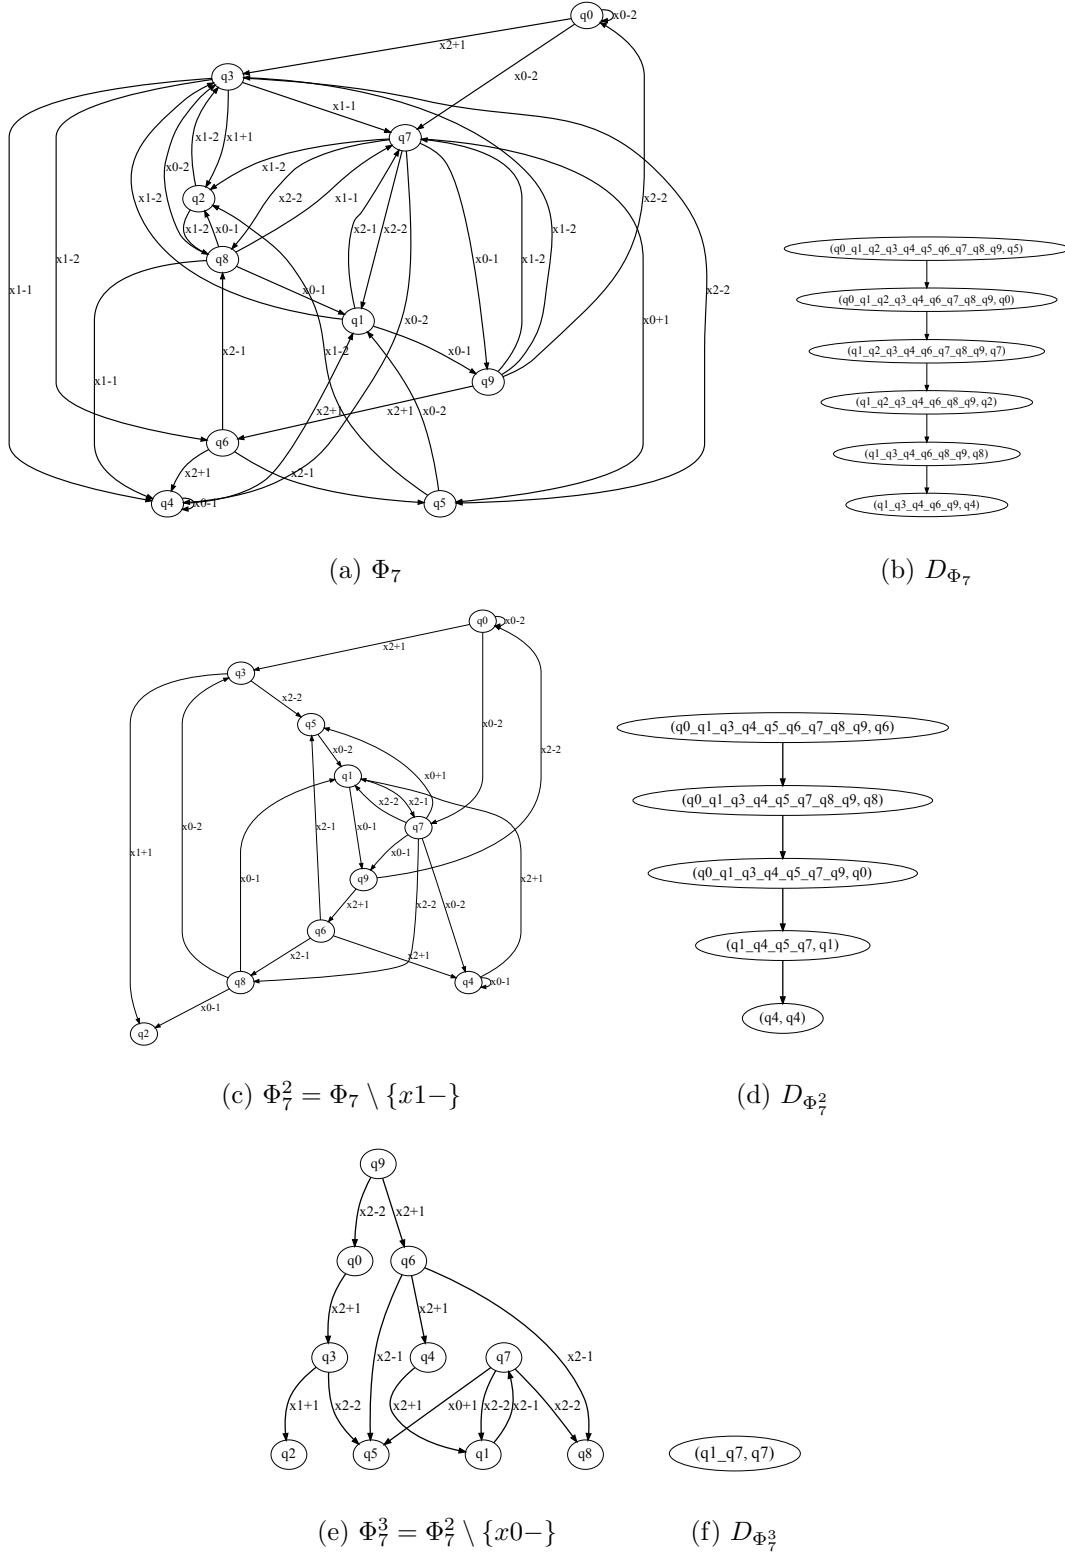 q0
x0-2
x2+1
q3
x0-2
x1-1
q7
x1-2
x1+1
x0-2
x1-2
q2
x1-2
x2-2
x1-1
x1-2
x0-1
x2-1
x2-2
x2-2
x1-2
q8
x0-1
x1-2
x1-2
x1-1
x0-1
x2-2
q1
x0-2
x0+1
x2-1
x1-2
x0-1
q9
x1-1
x2+1
x2+1
x0-2
q6
x2+1
x2-1
q4
x0-1
q5
(q0_q1_q2_q3_q4_q5_q6_q7_q8_q9, q5)
(q0_q1_q2_q3_q4_q6_q7_q8_q9, q0)
(q1_q2_q3_q4_q6_q7_q8_q9, q7)
(q1_q2_q3_q4_q6_q8_q9, q2)
(q1_q3_q4_q6_q8_q9, q8)
(q1_q3_q4_q6_q9, q4)
(a) Φ₇
(b) D_Φ₇
q0
x0-2
x2+1
q3
x2-2
q5
x0-2
x0-2
x2-2
q1
x0+1
x2-2
x2-1
q7
x0-2
x2-1
x0-1
x0-1
x1+1
q9
x0-1
x2+1
x2-2
x0-2
x2+1
q6
x2-1
x2+1
q8
q4
x0-1
x0-1
q2
(q0_q1_q3_q4_q5_q6_q7_q8_q9, q6)
(q0_q1_q3_q4_q5_q7_q8_q9, q8)
(q0_q1_q3_q4_q5_q7_q9, q0)
(q1_q4_q5_q7, q1)
(q4, q4)
(c) Φ₇² = Φ₇ \ {x1−}
(d) D_Φ₇²
q9
x2-2
x2+1
q0
q6
x2+1
x2+1
q3
q4
q7
x2-1
x2-1
x1+1
x2-2
x2+1
x0+1
x2-2
x2-1
x2-2
q2
q5
q1
q8
(q1_q7, q7)
(e) Φ₇³ = Φ₇² \ {x0−}
(f) D_Φ₇³